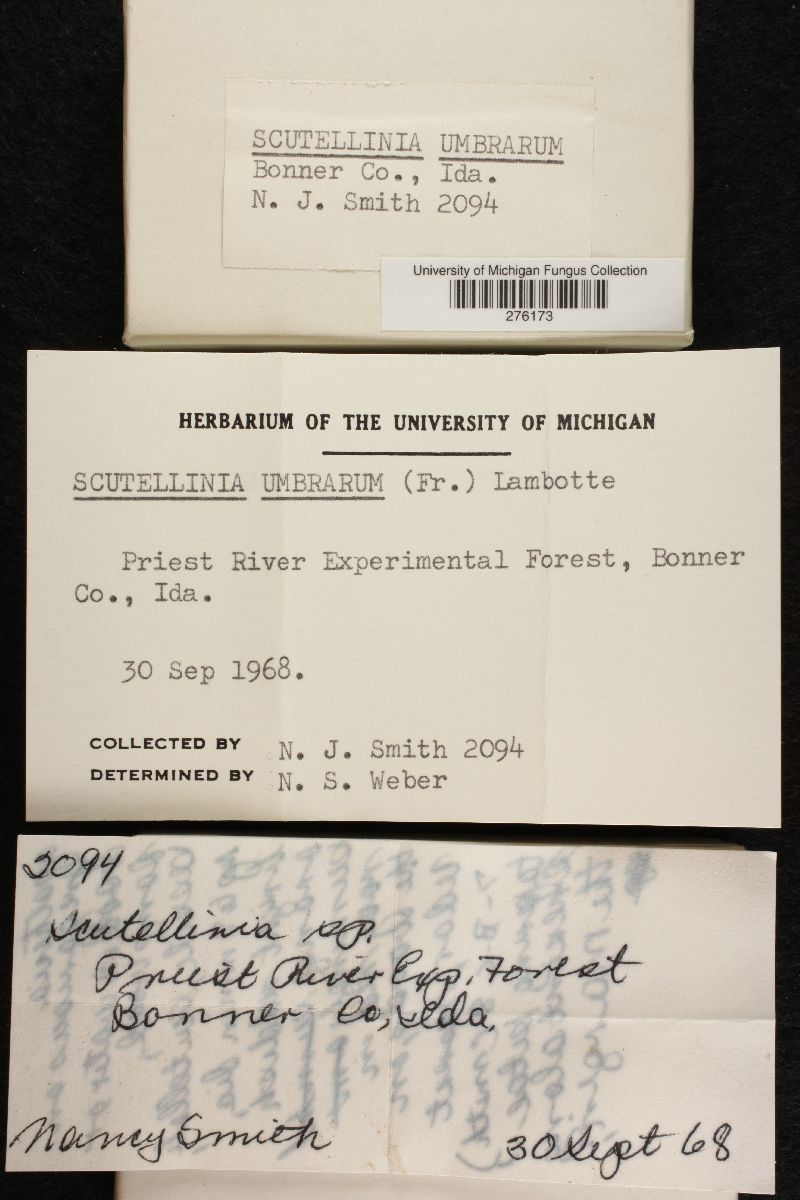 SCUTELLINIA UMBRARUM
Bonner Co., Ida.
N. J. Smith 2094
University of Michigan Fungus Collection
276173
HERBARIUM OF THE UNIVERSITY OF MICHIGAN
SCUTELLINIA UMBRARUM (Fr.) Lambotte
Priest River Experimental Forest, Bonner
Co., Ida.
30 Sep 1968.
COLLECTED BY N. J. Smith 2094
DETERMINED BY N. S. Weber
2094
Scutellinia sp.
Priest River Exp. Forest
Bonner Co, Ida.
Nancy Smith 30 Sept 68